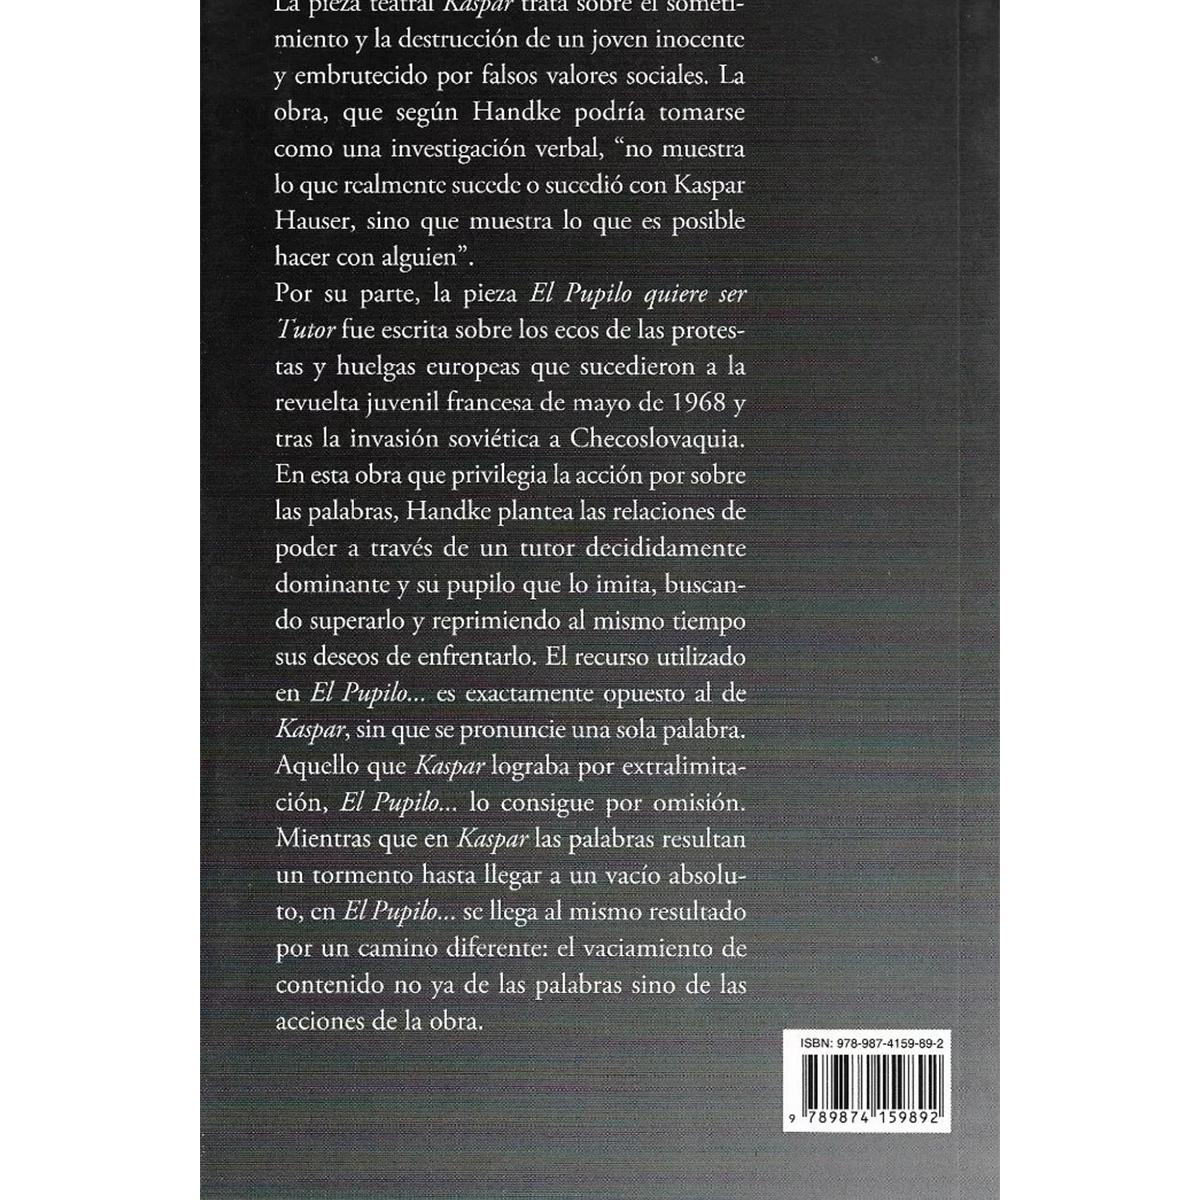 La pieza teatral Kaspar trata sobre el someti-
miento y la destrucción de un joven inocente
y embrutecido por falsos valores sociales. La
obra, que según Handke podría tomarse
como una investigación verbal, “no muestra
lo que realmente sucede o sucedió con Kaspar
Hauser, sino que muestra lo que es posible
hacer con alguien”.
Por su parte, la pieza El Pupilo quiere ser
Tutor fue escrita sobre los ecos de las protes-
tas y huelgas europeas que sucedieron a la
revuelta juvenil francesa de mayo de 1968 y
tras la invasión soviética a Checoslovaquia.
En esta obra que privilegia la acción por sobre
las palabras, Handke plantea las relaciones de
poder a través de un tutor decididamente
dominante y su pupilo que lo imita, buscan-
do superarlo y reprimiendo al mismo tiempo
sus deseos de enfrentarlo. El recurso utilizado
en El Pupilo... es exactamente opuesto al de
Kaspar, sin que se pronuncie una sola palabra.
Aquello que Kaspar lograba por extralimita-
ción, El Pupilo... lo consigue por omisión.
Mientras que en Kaspar las palabras resultan
un tormento hasta llegar a un vacío absolu-
to, en El Pupilo... se llega al mismo resultado
por un camino diferente: el vaciamiento de
contenido no ya de las palabras sino de las
acciones de la obra.
ISBN: 978-987-4159-89-2
9 789874 159892